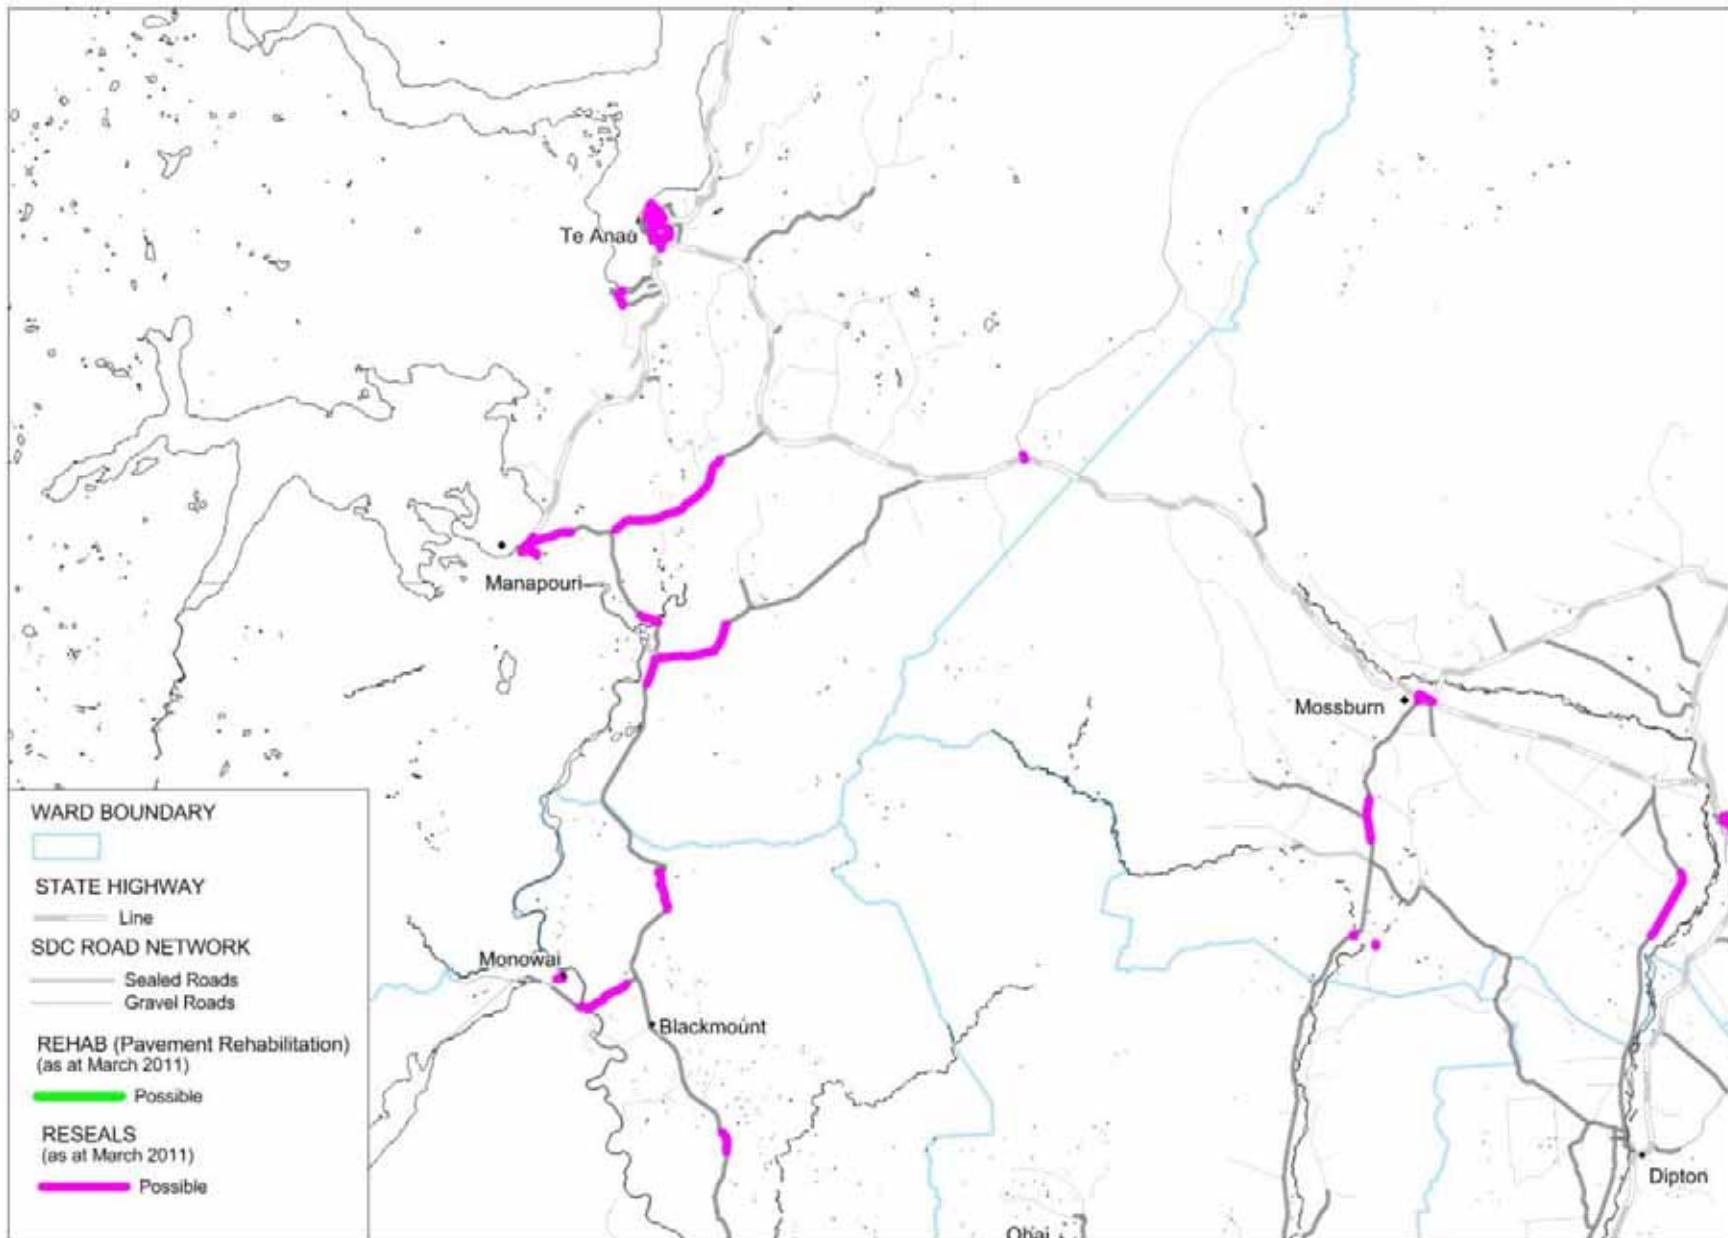 Te Anau
Manapouri
Mossburn
WARD BOUNDARY
STATE HIGHWAY
Line
SDC ROAD NETWORK
Sealed Roads
Gravel Roads
REHAB (Pavement Rehabilitation)
(as at March 2011)
Possible
RESEALS
(as at March 2011)
Possible
Monowai
Blackmount
Dipton
Ohai